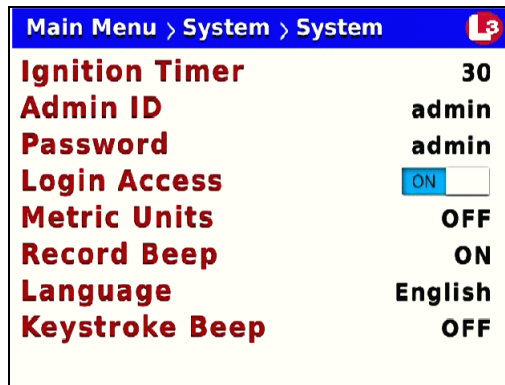 Main Menu > System > System L3
Ignition Timer 30
Admin ID admin
Password admin
Login Access ON
Metric Units OFF
Record Beep ON
Language English
Keystroke Beep OFF